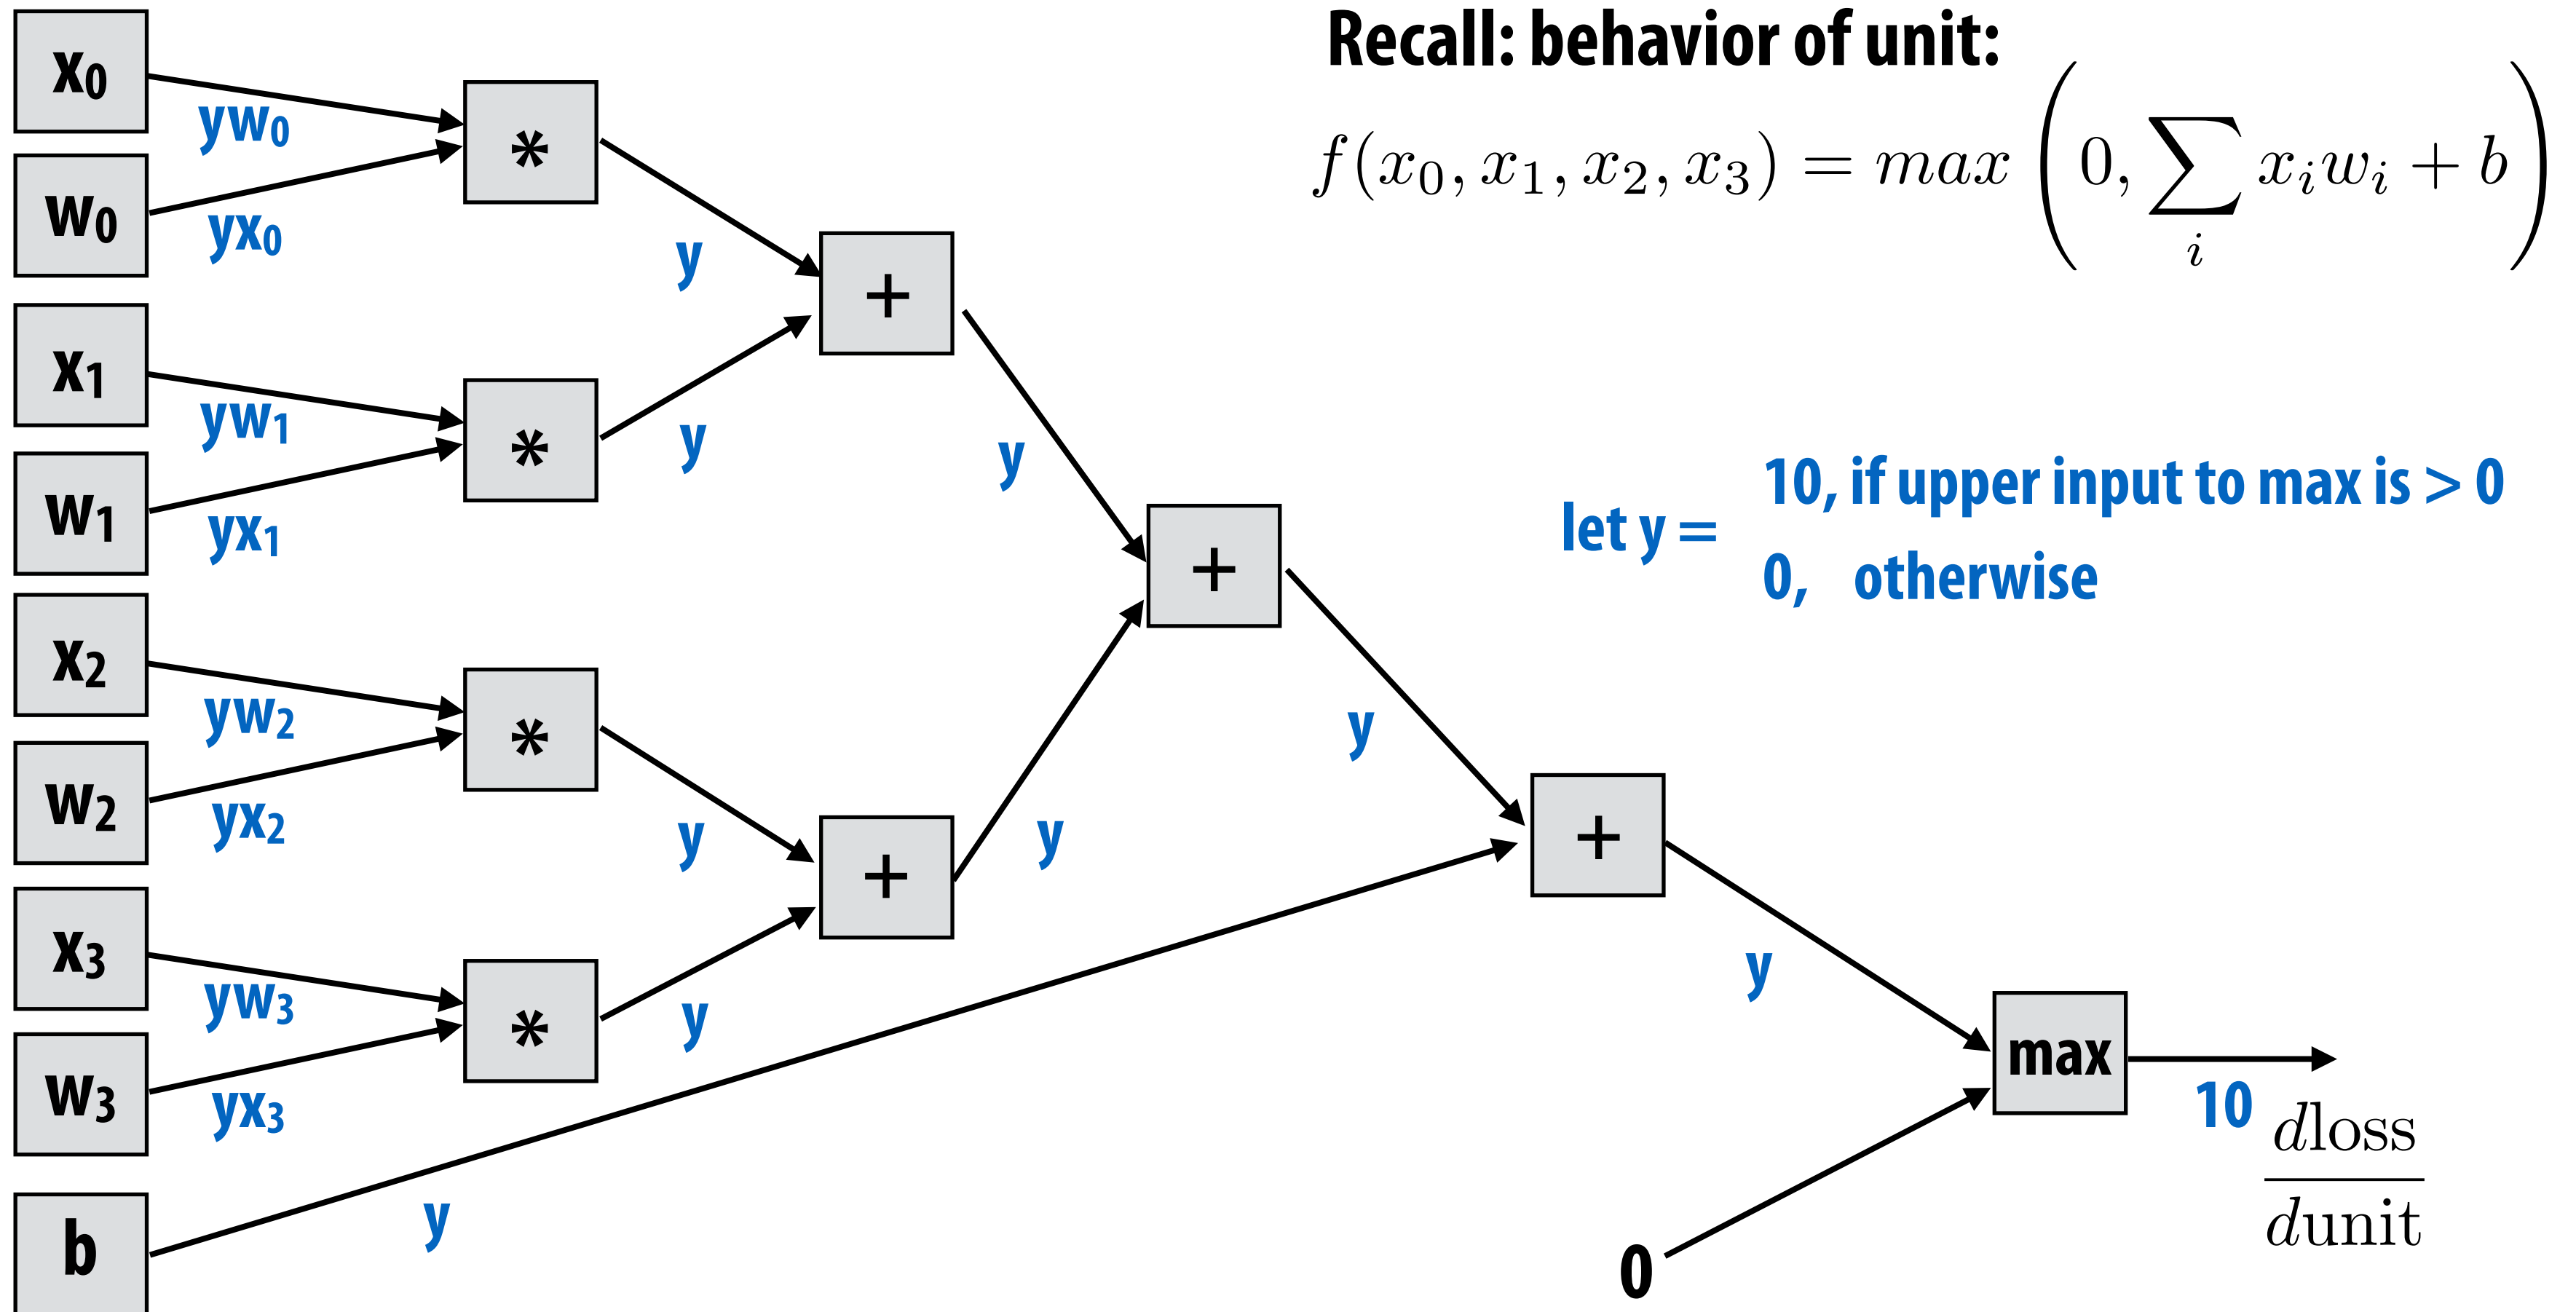 Recall: behavior of unit:
f(x₀, x₁, x₂, x₃) = max (0, ∑ᵢ xᵢwᵢ + b)
x₀
yw₀
*
w₀
yx₀
y
+
x₁
yw₁
*
y
y
w₁
yx₁
+
let y =
10, if upper input to max is > 0
0, otherwise
x₂
yw₂
*
y
w₂
yx₂
y
y
+
+
x₃
yw₃
*
y
y
w₃
yx₃
max
10
dloss
dunit
b
y
0